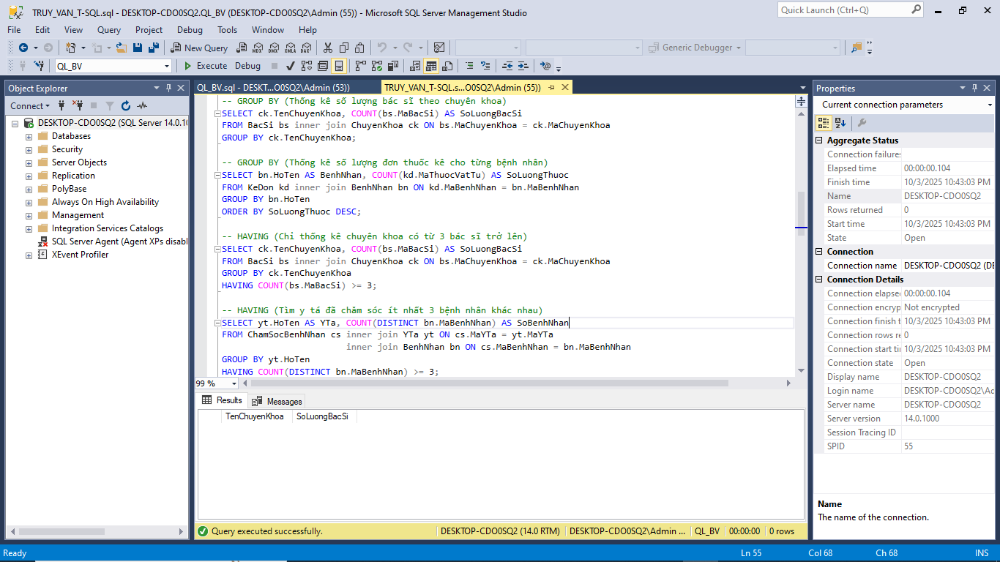 TRUY_VAN_T-SQL.sql - DESKTOP-CDO0SQ2.QL_BV (DESKTOP-CDO0SQ2\Admin (55)) - Microsoft SQL Server Management Studio
Quick Launch (Ctrl+Q)
File Edit View Query Project Debug Tools Window Help
New Query MDX DMX XMLA DAX Generic Debugger
QL_BV Execute Debug
Object Explorer
Connect
DESKTOP-CDO0SQ2 (SQL Server 14.0.10
Databases
Security
Server Objects
Replication
PolyBase
Always On High Availability
Management
Integration Services Catalogs
SQL Server Agent (Agent XPs disabl
XEvent Profiler
QL_BV.sql - DESKT...O0SQ2\Admin (53)) TRUY_VAN_T-SQL.s...O0SQ2\Admin (55))
-- GROUP BY (Thống kê số lượng bác sĩ theo chuyên khoa)
SELECT ck.TenChuyenKhoa, COUNT(bs.MaBacSi) AS SoLuongBacSi
FROM BacSi bs inner join ChuyenKhoa ck ON bs.MaChuyenKhoa = ck.MaChuyenKhoa
GROUP BY ck.TenChuyenKhoa;
-- GROUP BY (Thống kê số lượng đơn thuốc kê cho từng bệnh nhân)
SELECT bn.HoTen AS BenhNhan, COUNT(kd.MaThuocVatTu) AS SoLuongThuoc
FROM KeDon kd inner join BenhNhan bn ON kd.MaBenhNhan = bn.MaBenhNhan
GROUP BY bn.HoTen
ORDER BY SoLuongThuoc DESC;
-- HAVING (Chỉ thống kê chuyên khoa có từ 3 bác sĩ trở lên)
SELECT ck.TenChuyenKhoa, COUNT(bs.MaBacSi) AS SoLuongBacSi
FROM BacSi bs inner join ChuyenKhoa ck ON bs.MaChuyenKhoa = ck.MaChuyenKhoa
GROUP BY ck.TenChuyenKhoa
HAVING COUNT(bs.MaBacSi) >= 3;
-- HAVING (Tìm y tá đã chăm sóc ít nhất 3 bệnh nhân khác nhau)
SELECT yt.HoTen AS YTa, COUNT(DISTINCT bn.MaBenhNhan) AS SoBenhNhan
FROM ChamSocBenhNhan cs inner join YTa yt ON cs.MaYTa = yt.MaYTa
inner join BenhNhan bn ON cs.MaBenhNhan = bn.MaBenhNhan
GROUP BY yt.HoTen
HAVING COUNT(DISTINCT bn.MaBenhNhan) >= 3;
99 %
Results Messages
TenChuyenKhoa SoLuongBacSi
Query executed successfully. DESKTOP-CDO0SQ2 (14.0 RTM) DESKTOP-CDO0SQ2\Admin ... QL_BV 00:00:00 0 rows
Properties
Current connection parameters
Aggregate Status
Connection failures
Elapsed time 00:00:00.104
Finish time 10/3/2025 10:43:03 PM
Name DESKTOP-CDO0SQ2
Rows returned 0
Start time 10/3/2025 10:43:03 PM
State Open
Connection
Connection name DESKTOP-CDO0SQ2 (DE
Connection Details
Connection elapse 00:00:00.104
Connection encryp Not encrypted
Connection finish t 10/3/2025 10:43:03 PM
Connection rows re 0
Connection start tir 10/3/2025 10:43:03 PM
Connection state Open
Display name DESKTOP-CDO0SQ2
Login name DESKTOP-CDO0SQ2\Ad
Server name DESKTOP-CDO0SQ2
Server version 14.0.1000
Session Tracing ID
SPID 55
Name
The name of the connection.
Ready Ln 55 Col 68 Ch 68 INS